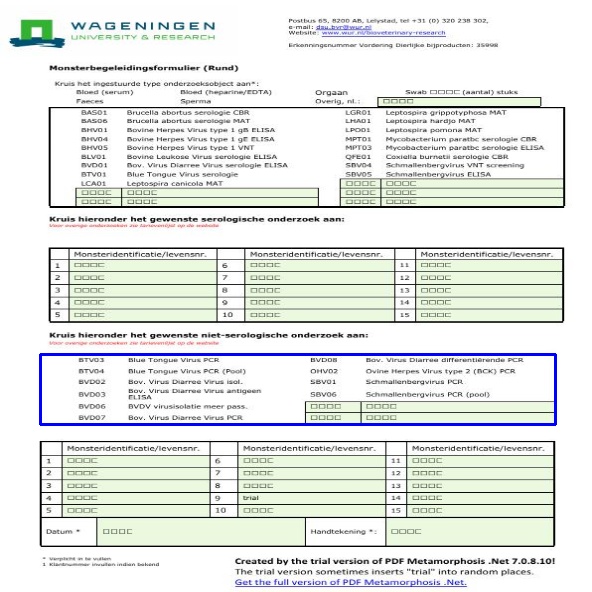 WAGENINGEN
UNIVERSITY & RESEARCH
Postbus 65, 8200 AB, Lelystad, tel +31 (0) 320 238 302,
e-mail: dsu.bvr@wur.nl
Website: www.wur.nl/bioveterinary-research
Erkenningsnummer Vordering Dierlijke bijproducten: 35998
Monsterbegeleidingsformulier (Rund)
Kruis het ingestuurde type onderzoeksobject aan*:
Bloed (serum) Bloed (heparine/EDTA) Orgaan Swab □□□□ (aantal) stuks
Faeces Sperma Overig, nl.: □□□□
BAS01 Brucella abortus serologie CBR LGR01 Leptospira grippotyphosa MAT
BAS06 Brucella abortus serologie MAT LHA01 Leptospira hardjo MAT
BHV01 Bovine Herpes Virus type 1 gB ELISA LPO01 Leptospira pomona MAT
BHV04 Bovine Herpes Virus type 1 gE ELISA MPT01 Mycobacterium paratbc serologie CBR
BHV05 Bovine Herpes Virus type 1 VNT MPT03 Mycobacterium paratbc serologie ELISA
BLV01 Bovine Leukose Virus serologie ELISA QFE01 Coxiella burnetii serologie CBR
BVD01 Bov. Virus Diarree Virus serologie ELISA SBV04 Schmallenbergvirus VNT screening
BTV01 Blue Tongue Virus serologie SBV05 Schmallenbergvirus ELISA
LCA01 Leptospira canicola MAT □□□□ □□□□
□□□□ □□□□ □□□□ □□□□
□□□□ □□□□ □□□□ □□□□
Kruis hieronder het gewenste serologische onderzoek aan:
Voor overige onderzoeken zie tarievenlijst op de website
Monsteridentificatie/levensnr. Monsteridentificatie/levensnr. Monsteridentificatie/levensnr.
1 □□□□ 6 □□□□ 11 □□□□
2 □□□□ 7 □□□□ 12 □□□□
3 □□□□ 8 □□□□ 13 □□□□
4 □□□□ 9 □□□□ 14 □□□□
5 □□□□ 10 □□□□ 15 □□□□
Kruis hieronder het gewenste niet-serologische onderzoek aan:
Voor overige onderzoeken zie tarievenlijst op de website
BTV03 Blue Tongue Virus PCR BVD08 Bov. Virus Diarree differentiërende PCR
BTV04 Blue Tongue Virus PCR (Pool) OHV02 Ovine Herpes Virus type 2 (BCK) PCR
BVD02 Bov. Virus Diarree Virus isol. SBV01 Schmallenbergvirus PCR
BVD03 Bov. Virus Diarree Virus antigeen ELISA SBV06 Schmallenbergvirus PCR (pool)
BVD06 BVDV virusisolatie meer pass. □□□□ □□□□
BVD07 Bov. Virus Diarree Virus PCR □□□□ □□□□
Monsteridentificatie/levensnr. Monsteridentificatie/levensnr. Monsteridentificatie/levensnr.
1 □□□□ 6 □□□□ 11 □□□□
2 □□□□ 7 □□□□ 12 □□□□
3 □□□□ 8 □□□□ 13 □□□□
4 □□□□ 9 trial 14 □□□□
5 □□□□ 10 □□□□ 15 □□□□
Datum * □□□□ Handtekening *: □□□□
* Verplicht in te vullen
1 Klantnummer invullen indien bekend
Created by the trial version of PDF Metamorphosis .Net 7.0.8.10!
The trial version sometimes inserts "trial" into random places.
Get the full version of PDF Metamorphosis .Net.